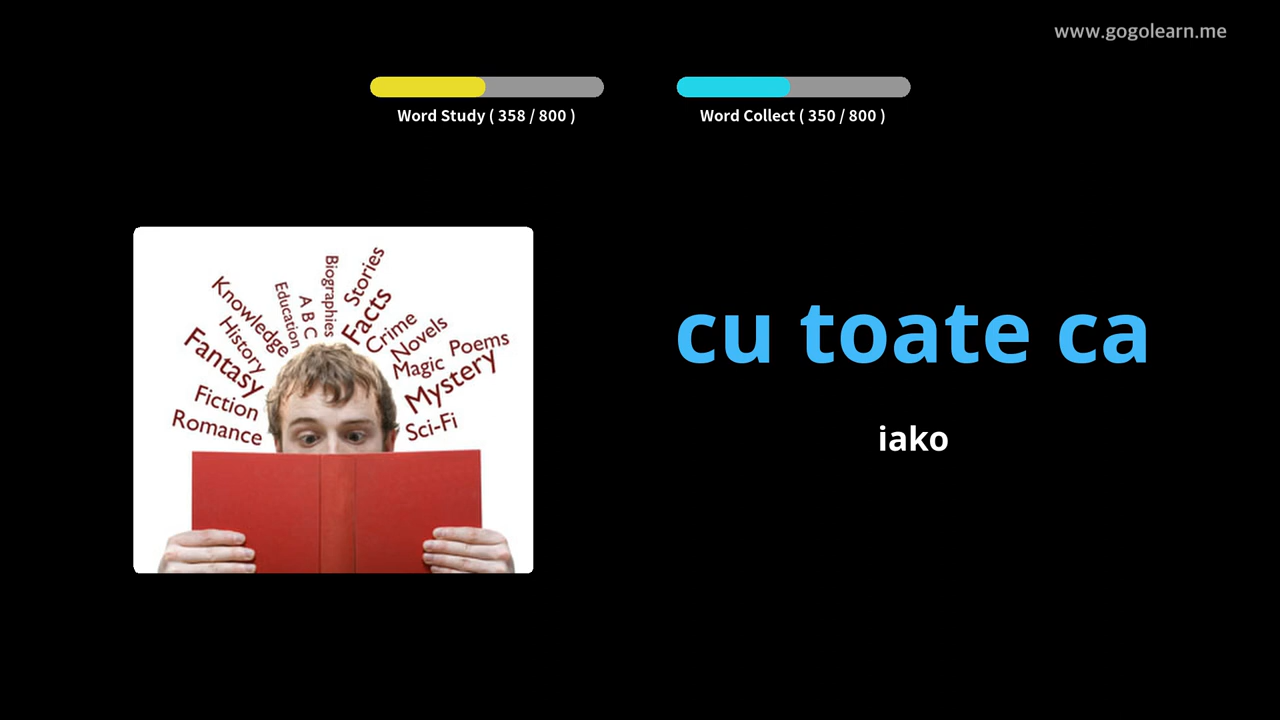 www.gogolearn.me
Word Study ( 358 / 800 )
Word Collect ( 350 / 800 )
Knowledge
Education
A B C
Biographies
Stories
Facts
Crime
Novels
Poems
Magic
Mystery
Sci-Fi
History
Fantasy
Fiction
Romance
cu toate ca
iako